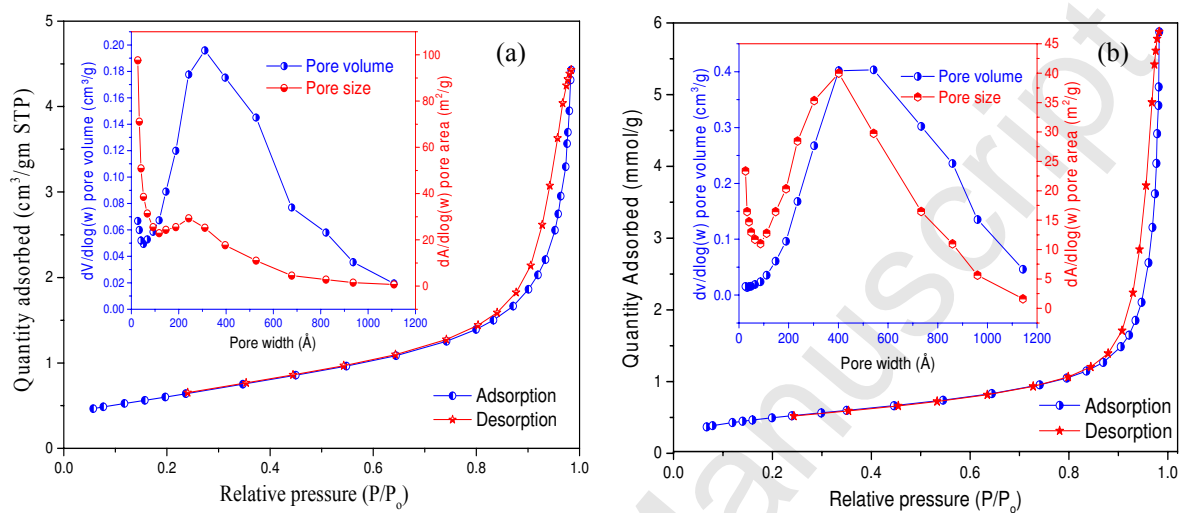 (a)
Quantity adsorbed (cm³/gm STP)
5
4
3
2
1
0
0.0 0.2 0.4 0.6 0.8 1.0
Relative pressure (P/Pₒ)
Adsorption
Desorption
dV/dlog(w) pore volume (cm³/g)
0.20
0.18
0.16
0.14
0.12
0.10
0.08
0.06
0.04
0.02
0.00
Pore volume
Pore size
100
80
60
40
20
0
dA/dlog(w) pore area (m²/g)
0 200 400 600 800 1000 1200
Pore width (Å)
(b)
Quantity Adsorbed (mmol/g)
6
5
4
3
2
1
0
0.0 0.2 0.4 0.6 0.8 1.0
Relative pressure (P/Pₒ)
Adsorption
Desorption
dv/dlog(w) pore volume (cm³/g)
0.4
0.3
0.2
0.1
0.0
Pore volume
Pore size
45
40
35
30
25
20
15
10
5
0
dA/dlog(w) pore area (m²/g)
0 200 400 600 800 1000 1200
Pore width (Å)
Manuscript